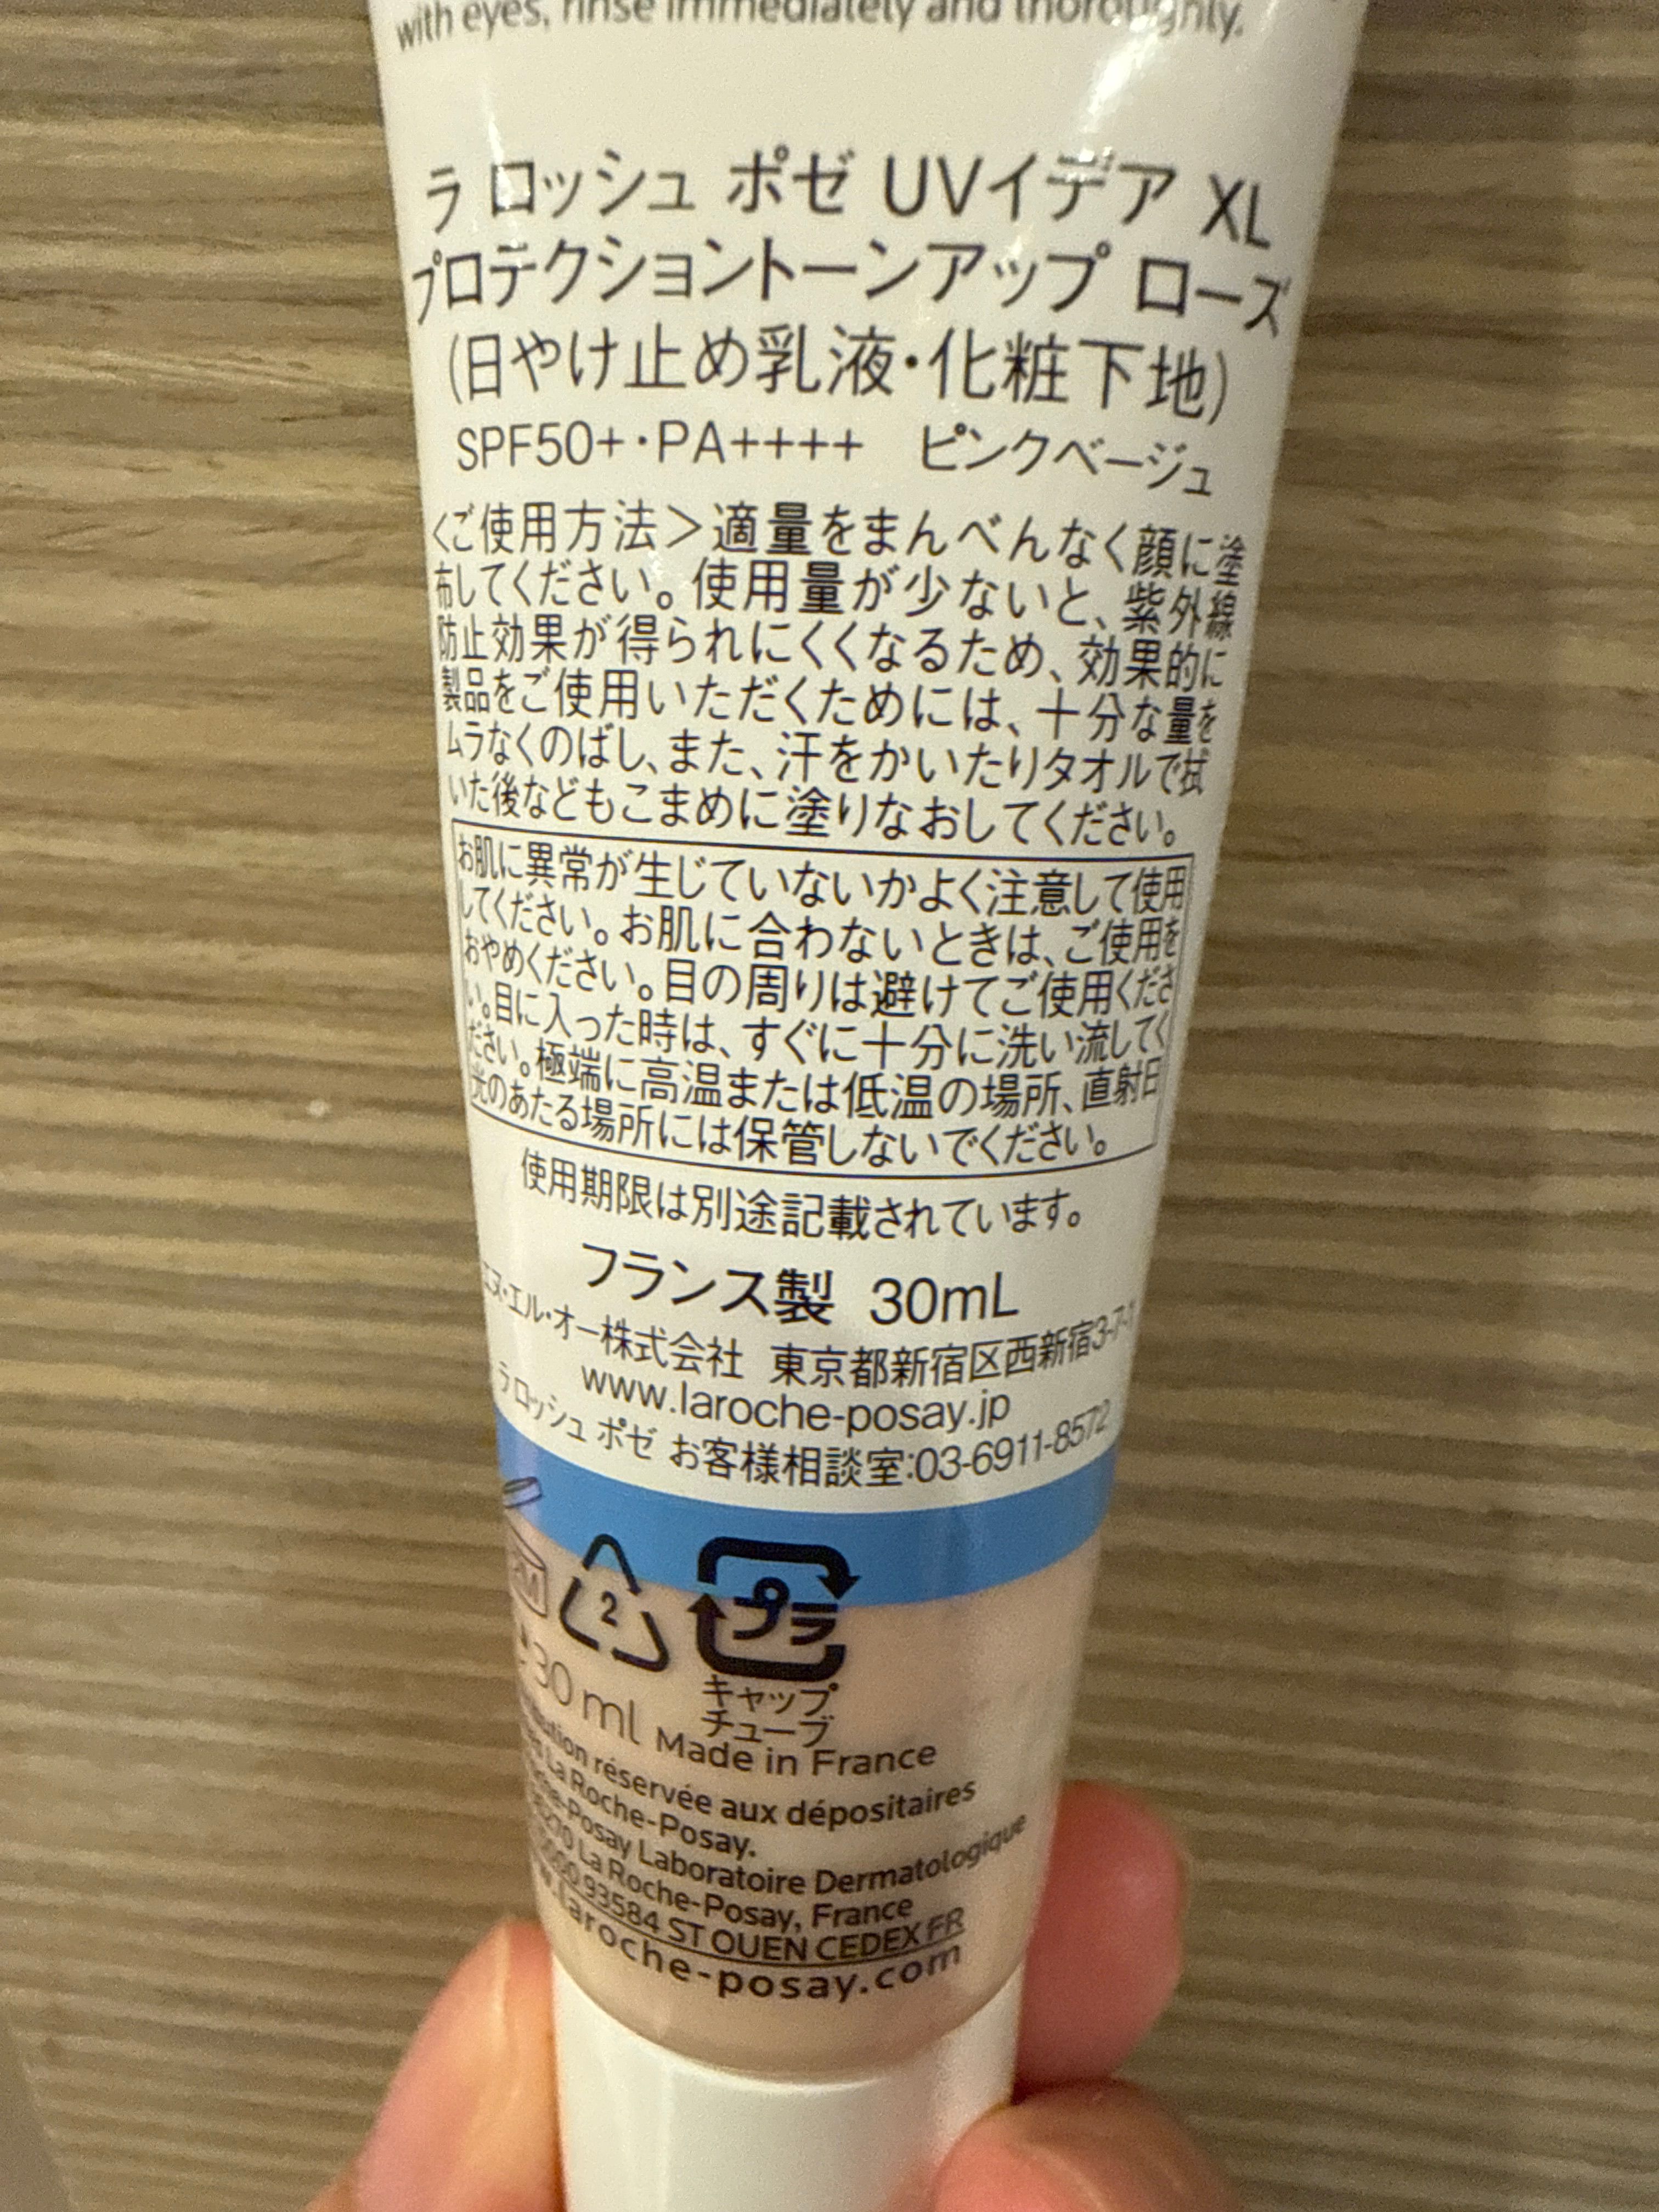 with eyes, rinse immediately and thoroughly.
ラ ロッシュ ポゼ UVイデア XL
プロテクショントーンアップ ローズ
(日やけ止め乳液・化粧下地)
SPF50+・PA++++ ピンクベージュ
<ご使用方法>適量をまんべんなく顔に塗
布してください。使用量が少ないと、紫外線
防止効果が得られにくくなるため、効果的に
製品をご使用いただくためには、十分な量を
ムラなくのばし、また、汗をかいたりタオルで拭
いた後などもこまめに塗りなおしてください。
お肌に異常が生じていないかよく注意して使用
してください。お肌に合わないときは、ご使用を
おやめください。目の周りは避けてご使用くださ
い。目に入った時は、すぐに十分に洗い流してく
ださい。極端に高温または低温の場所、直射日
光のあたる場所には保管しないでください。
使用期限は別途記載されています。
フランス製 30mL
エヌ・エル・オー株式会社 東京都新宿区西新宿3-7-1
www.laroche-posay.jp
ラ ロッシュ ポゼ お客様相談室:03-6911-8572
2
プラ
キャップ
チューブ
30 ml Made in France
réservée aux dépositaires
La Roche-Posay.
Posay Laboratoire Dermatologique
La Roche-Posay, France
93584 ST OUEN CEDEX FR
laroche-posay.com